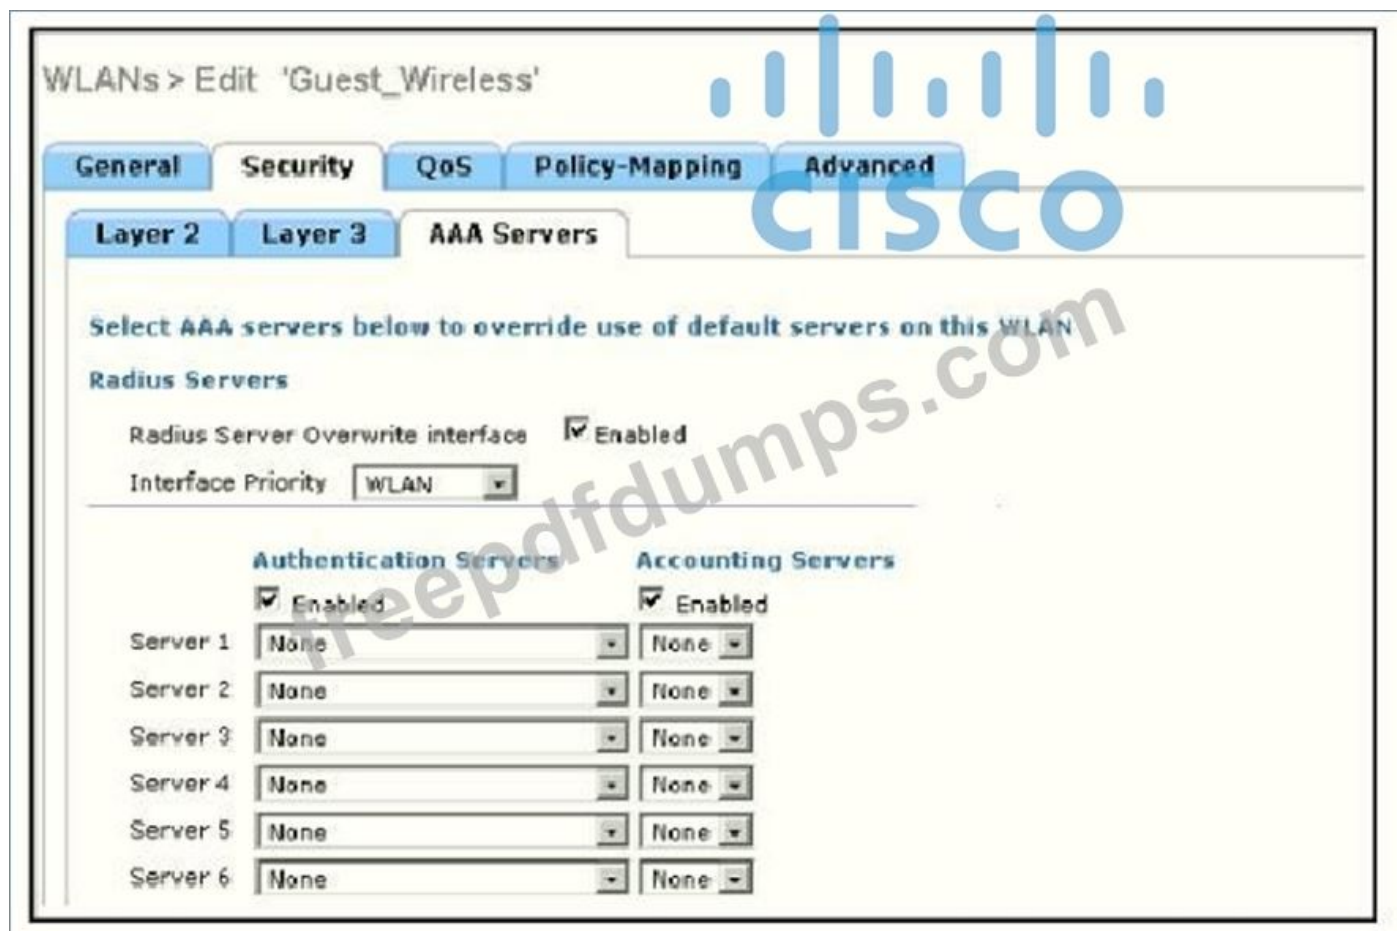 WLANs > Edit 'Guest_Wireless'
CISCO
General Security QoS Policy-Mapping Advanced
Layer 2 Layer 3 AAA Servers
Select AAA servers below to override use of default servers on this WLAN
Radius Servers
Radius Server Overwrite interface Enabled
Interface Priority WLAN
Authentication Servers Accounting Servers
Enabled Enabled
Server 1 None None
Server 2 None None
Server 3 None None
Server 4 None None
Server 5 None None
Server 6 None None
freepdfdumps.com